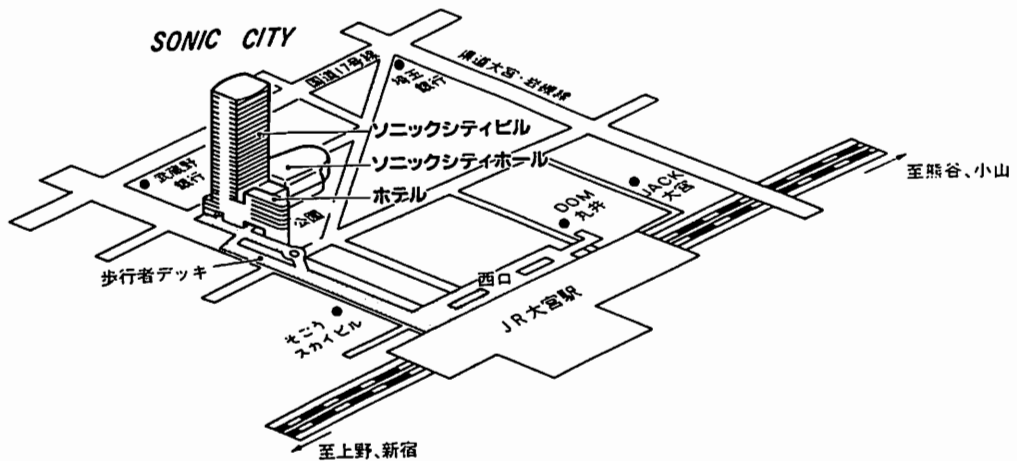 SONIC CITY
国道17号線
埼玉
銀行
県道大宮・岩槻線
ソニックシティビル
ソニックシティホール
ホテル
武蔵野
銀行
公園
JACK
大宮
DOM
丸井
至熊谷、小山
歩行者デッキ
西口
JR大宮駅
そごう
スカイビル
至上野、新宿